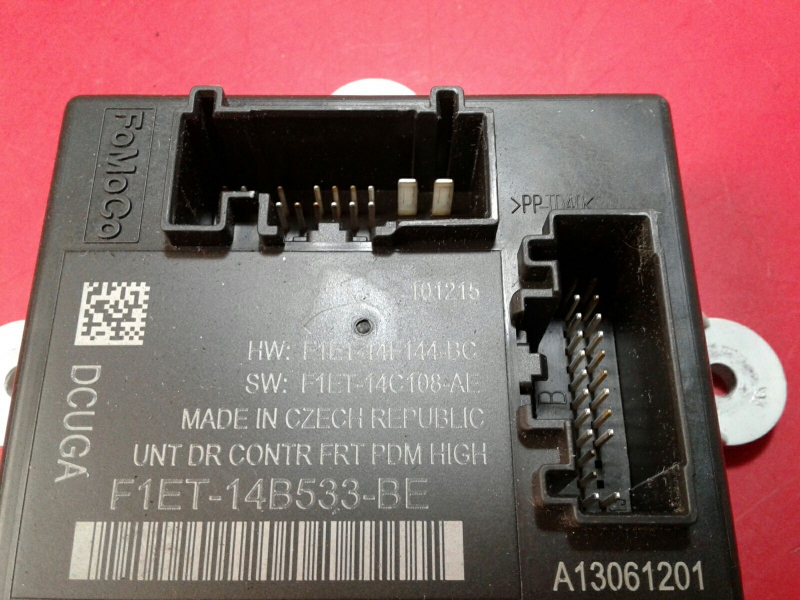 FoMoCo
>PP-TD40<
101215
HW: F1ET-14F144-BC
SW: F1ET-14C108-AE
MADE IN CZECH REPUBLIC
UNT DR CONTR FRT PDM HIGH
DCUGA
F1ET-14B533-BE
B
A13061201